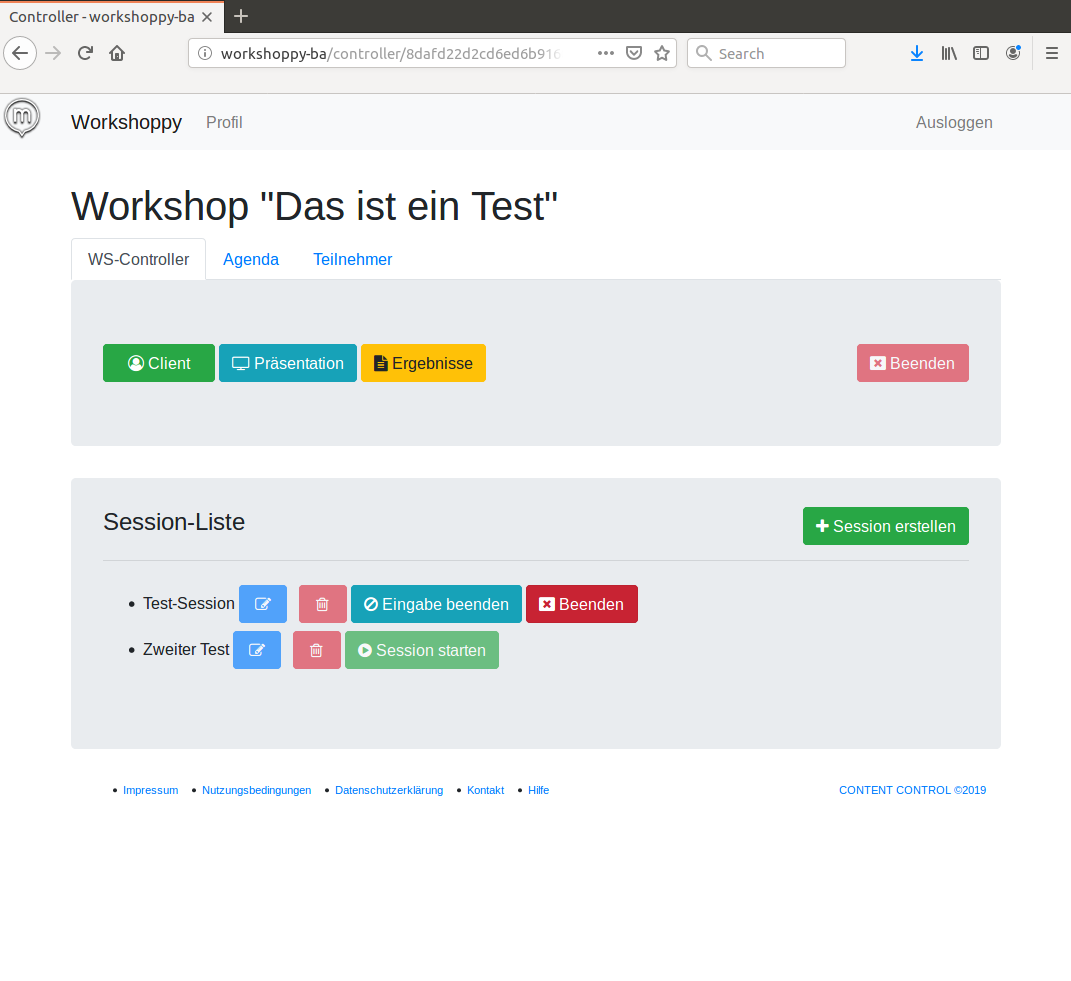 Controller - workshoppy-ba
workshoppy-ba/controller/8dafd22d2cd6ed6b916
Search
Workshoppy Profil Ausloggen
Workshop "Das ist ein Test"
WS-Controller Agenda Teilnehmer
Client Präsentation Ergebnisse Beenden
Session-Liste Session erstellen
• Test-Session Eingabe beenden Beenden
• Zweiter Test Session starten
• Impressum • Nutzungsbedingungen • Datenschutzerklärung • Kontakt • Hilfe CONTENT CONTROL ©2019